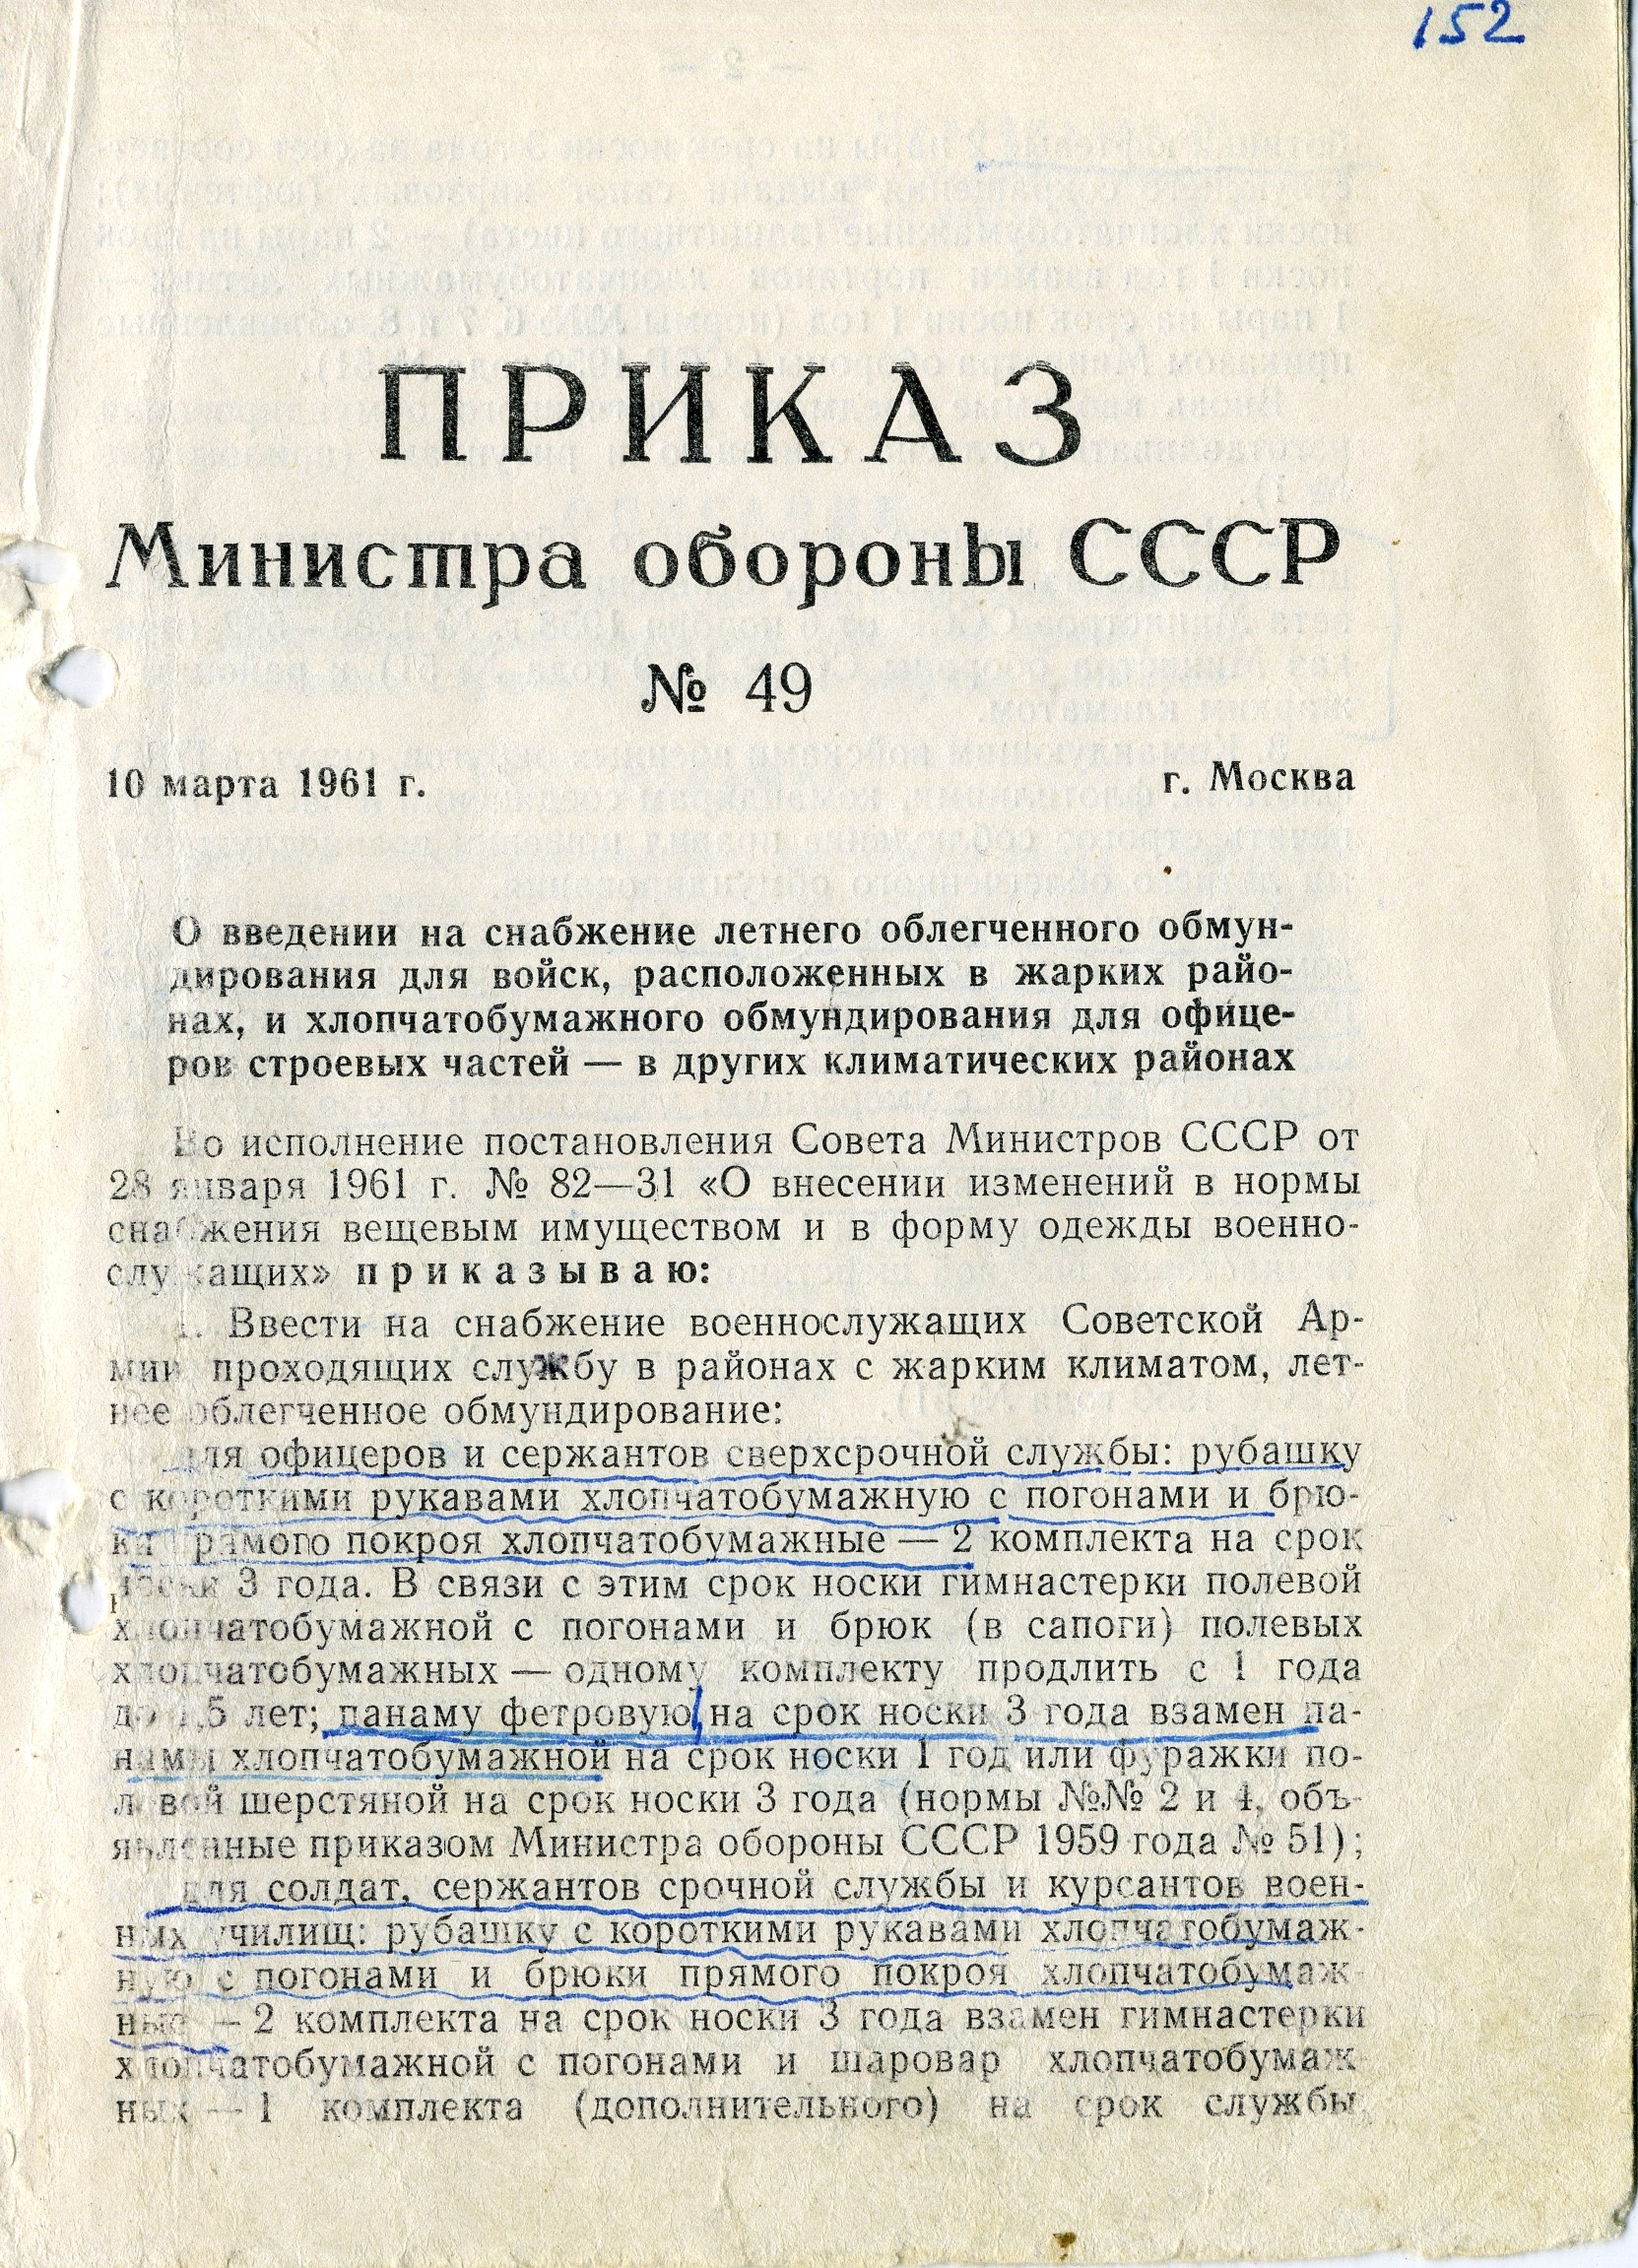 152
ПРИКАЗ
Министра обороны СССР
№ 49
10 марта 1961 г.
г. Москва
О введении на снабжение летнего облегченного обмун-
дирования для войск, расположенных в жарких райо-
нах, и хлопчатобумажного обмундирования для офице-
ров строевых частей — в других климатических районах
Во исполнение постановления Совета Министров СССР от
28 января 1961 г. № 82—31 «О внесении изменений в нормы
снабжения вещевым имуществом и в форму одежды военно-
служащих» приказываю:
1. Ввести на снабжение военнослужащих Советской Ар-
мии, проходящих службу в районах с жарким климатом, лет-
нее облегченное обмундирование:
для офицеров и сержантов сверхсрочной службы: рубашку
с короткими рукавами хлопчатобумажную с погонами и брю-
ки прямого покроя хлопчатобумажные — 2 комплекта на срок
носки 3 года. В связи с этим срок носки гимнастерки полевой
хлопчатобумажной с погонами и брюк (в сапоги) полевых
хлопчатобумажных — одному комплекту продлить с 1 года
до 1,5 лет; панаму фетровую на срок носки 3 года взамен па-
намы хлопчатобумажной на срок носки 1 год или фуражки по-
левой шерстяной на срок носки 3 года (нормы №№ 2 и 4, объ-
явленные приказом Министра обороны СССР 1959 года № 51);
для солдат, сержантов срочной службы и курсантов воен-
ных училищ: рубашку с короткими рукавами хлопчатобумаж-
ную с погонами и брюки прямого покроя хлопчатобумаж-
ные — 2 комплекта на срок носки 3 года взамен гимнастерки
хлопчатобумажной с погонами и шаровар хлопчатобумаж-
ных — 1 комплекта (дополнительного) на срок службы